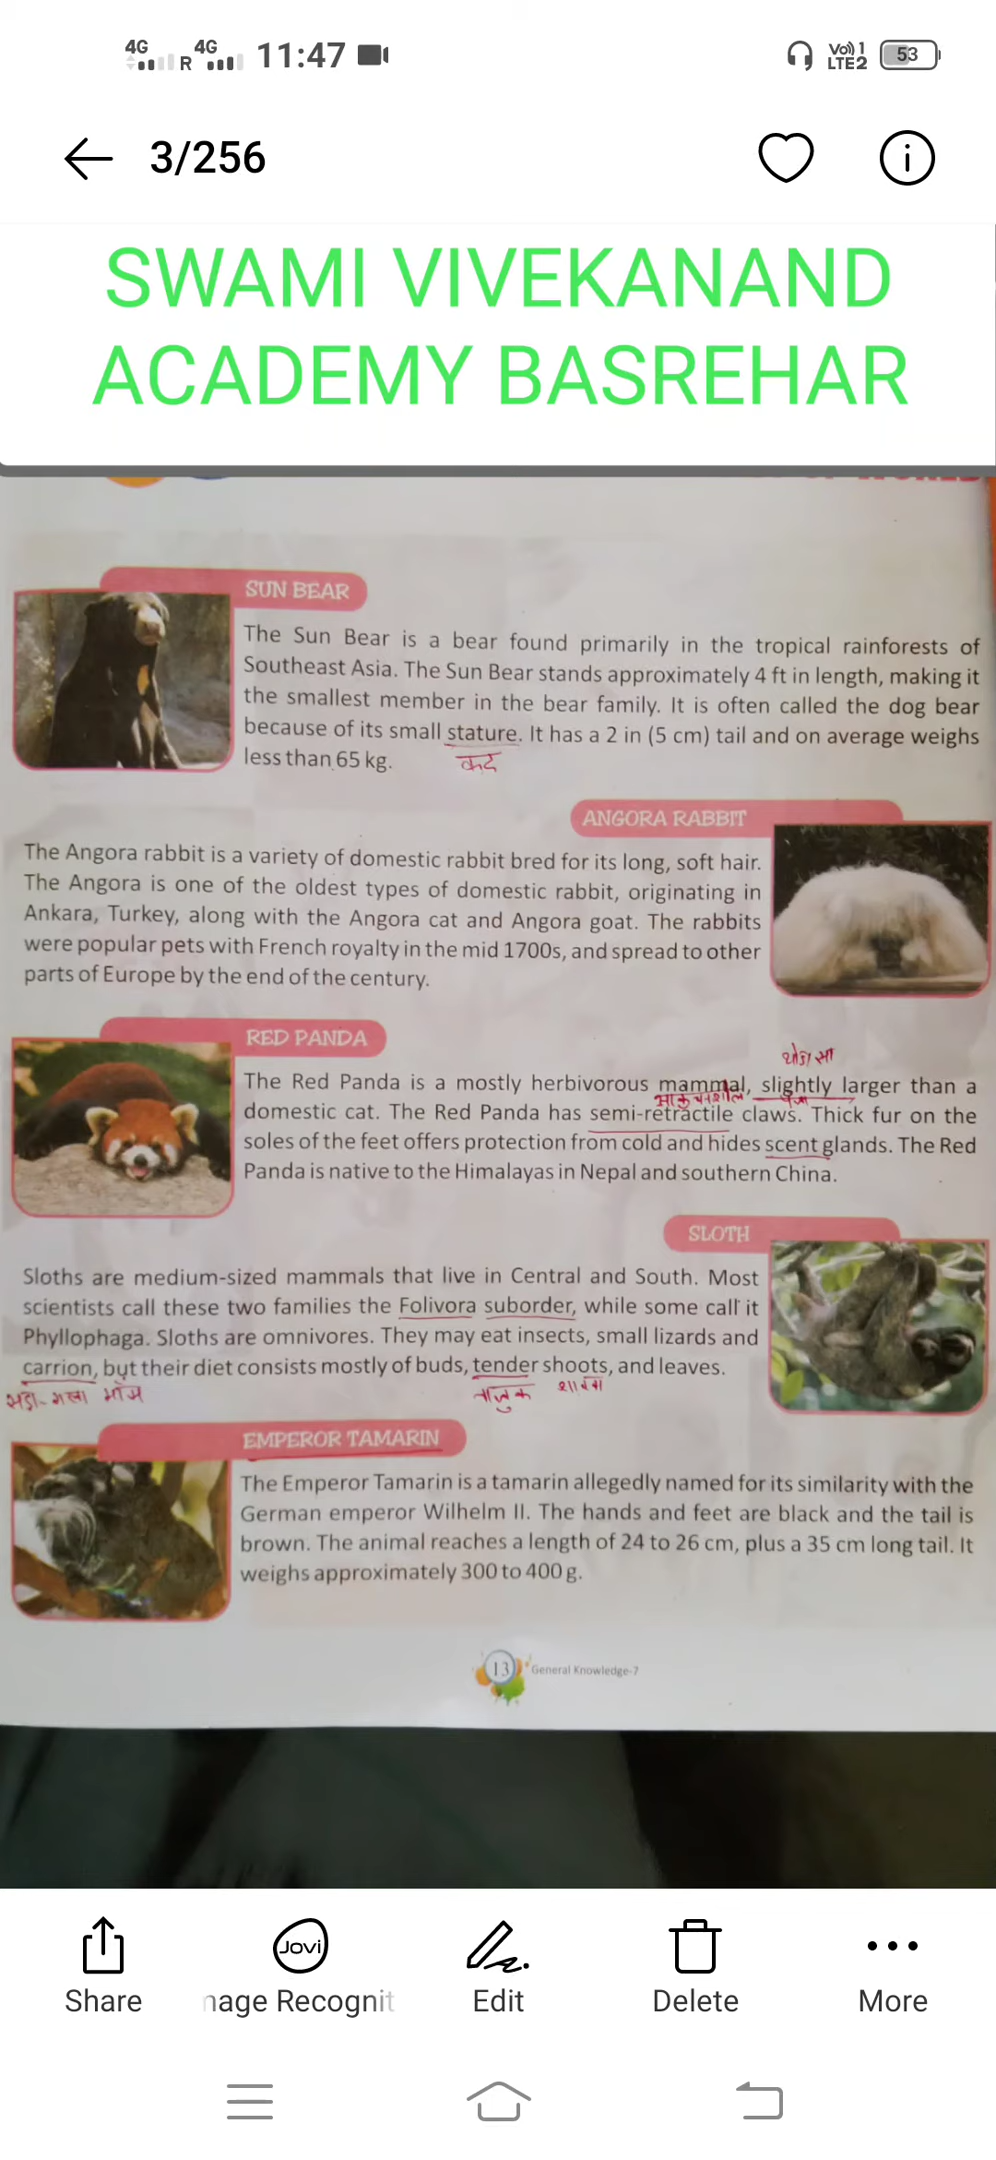 4G R 4G 11:47 Vo)) 1 LTE2 53
3/256
SWAMI VIVEKANAND
ACADEMY BASREHAR
SUN BEAR
The Sun Bear is a bear found primarily in the tropical rainforests of
Southeast Asia. The Sun Bear stands approximately 4 ft in length, making it
the smallest member in the bear family. It is often called the dog bear
because of its small stature. It has a 2 in (5 cm) tail and on average weighs
less than 65 kg. कद
ANGORA RABBIT
The Angora rabbit is a variety of domestic rabbit bred for its long, soft hair.
The Angora is one of the oldest types of domestic rabbit, originating in
Ankara, Turkey, along with the Angora cat and Angora goat. The rabbits
were popular pets with French royalty in the mid 1700s, and spread to other
parts of Europe by the end of the century.
RED PANDA
थोड़ा सा
The Red Panda is a mostly herbivorous mammal, slightly larger than a
domestic cat. The Red Panda has semi-retractile claws. Thick fur on the
soles of the feet offers protection from cold and hides scent glands. The Red
Panda is native to the Himalayas in Nepal and southern China.
SLOTH
Sloths are medium-sized mammals that live in Central and South. Most
scientists call these two families the Folivora suborder, while some call it
Phyllophaga. Sloths are omnivores. They may eat insects, small lizards and
carrion, but their diet consists mostly of buds, tender shoots, and leaves.
नाजुक
EMPEROR TAMARIN
The Emperor Tamarin is a tamarin allegedly named for its similarity with the
German emperor Wilhelm II. The hands and feet are black and the tail is
brown. The animal reaches a length of 24 to 26 cm, plus a 35 cm long tail. It
weighs approximately 300 to 400 g.
13 General Knowledge-7
Jovi
Share nage Recognit Edit Delete More